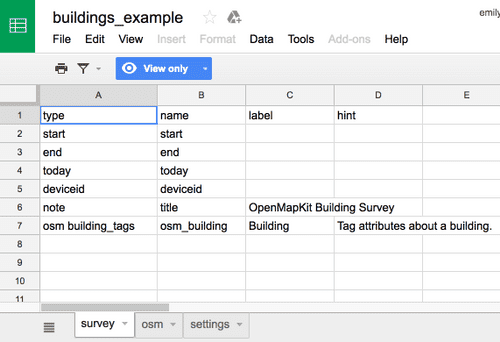 buildings_example
emily
File Edit View Insert Format Data Tools Add-ons Help
View only
A B C D E
1 type name label hint
2 start start
3 end end
4 today today
5 deviceid deviceid
6 note title OpenMapKit Building Survey
7 osm building_tags osm_building Building Tag attributes about a building.
8
9
10
11
survey osm settings